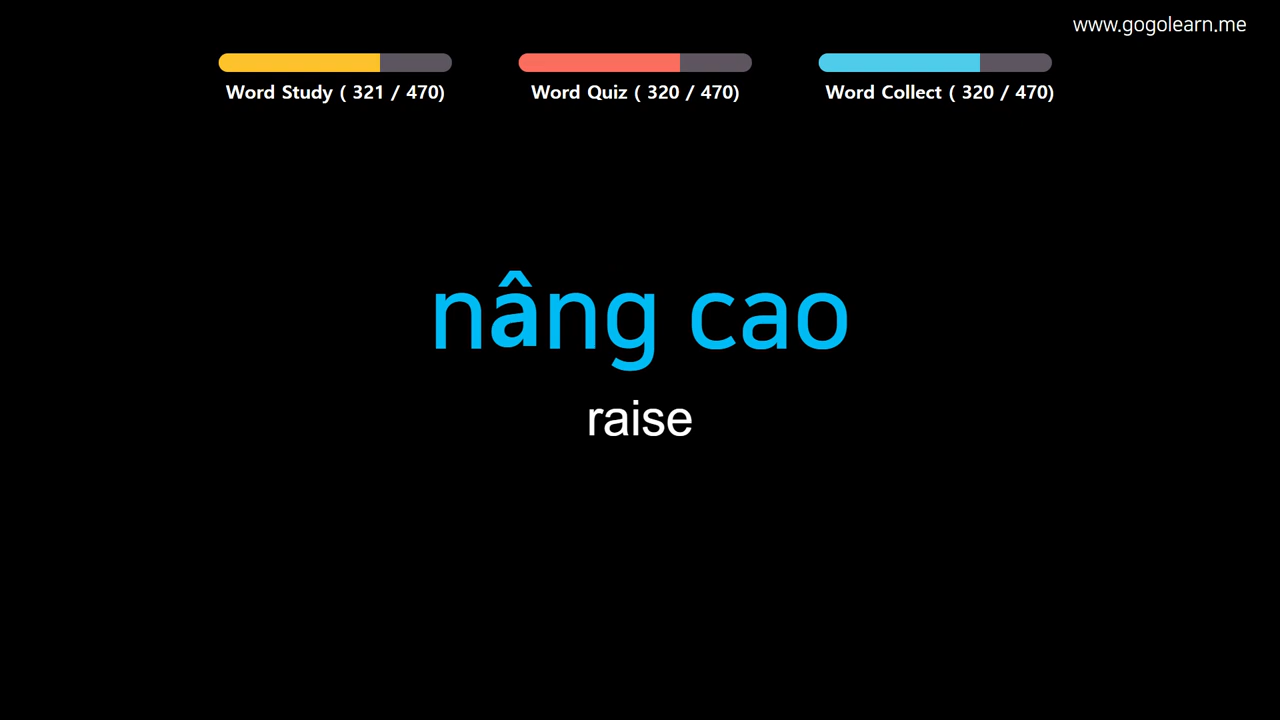 www.gogolearn.me
Word Study ( 321 / 470)
Word Quiz ( 320 / 470)
Word Collect ( 320 / 470)
nâng cao
raise